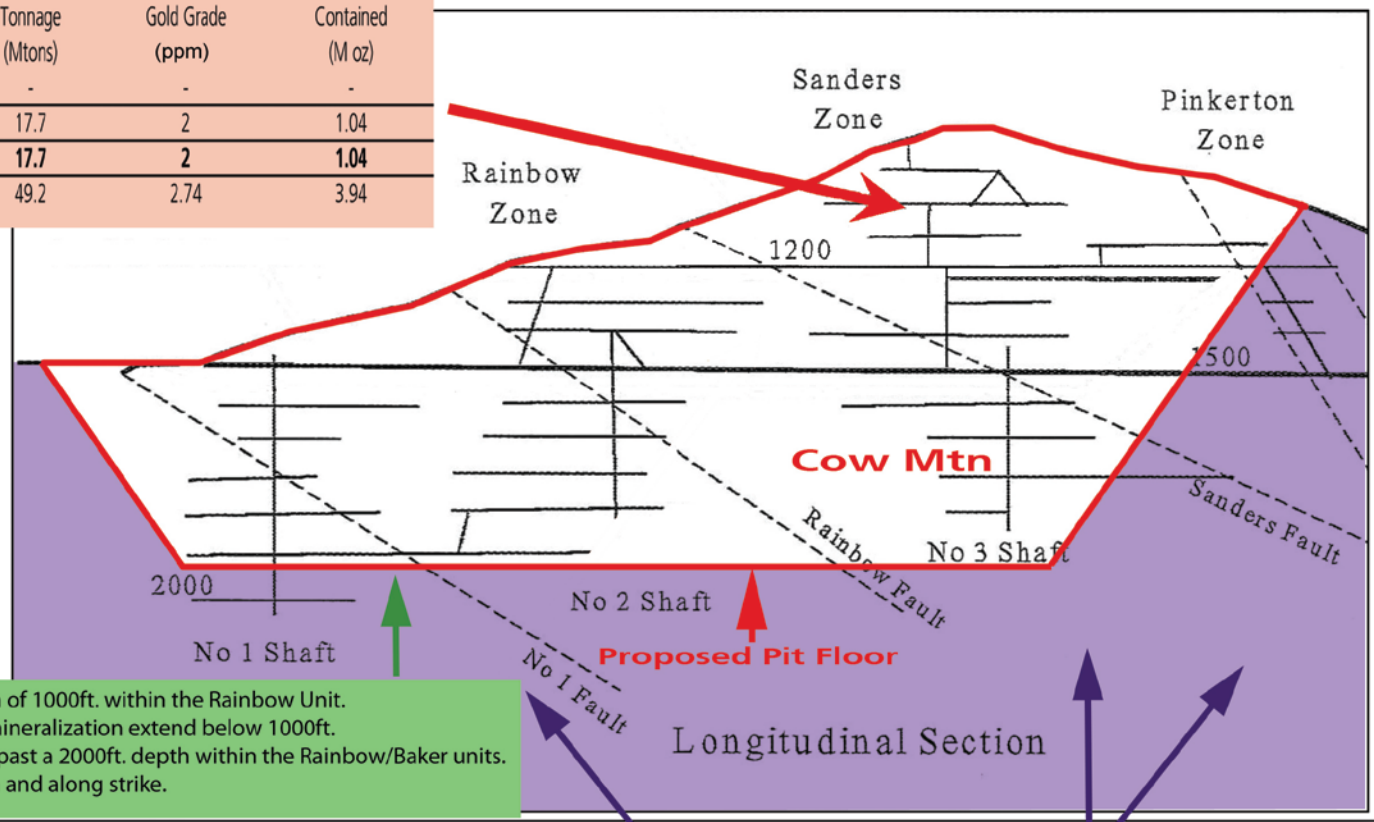 Tonnage Gold Grade Contained
(Mtons) (ppm) (M oz)
- - -
17.7 2 1.04
17.7 2 1.04
49.2 2.74 3.94
Sanders
Zone
Pinkerton
Zone
Rainbow
Zone
1200
1500
Cow Mtn
Sanders Fault
Rainbow Fault
No 3 Shaft
2000
No 2 Shaft
No 1 Shaft
Proposed Pit Floor
No 1 Fault
Longitudinal Section
of 1000ft. within the Rainbow Unit.
mineralization extend below 1000ft.
past a 2000ft. depth within the Rainbow/Baker units.
and along strike.